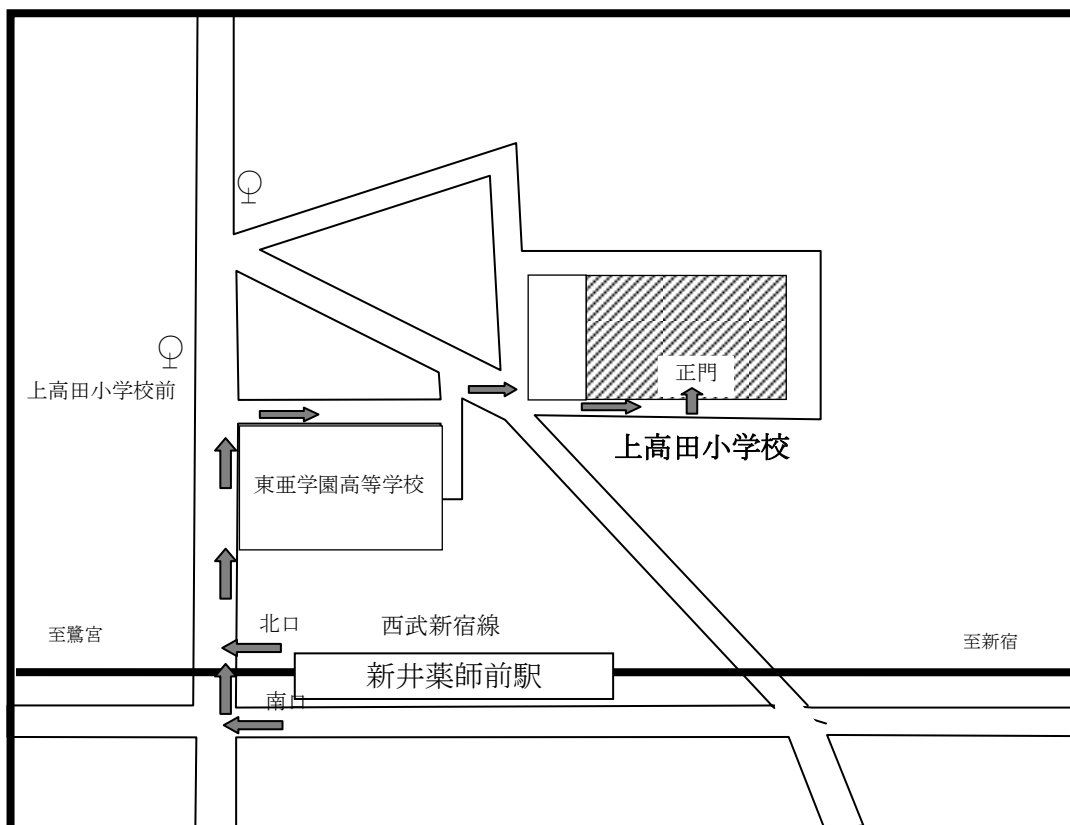 正門
上高田小学校前
上高田小学校
東亜学園高等学校
北口
西武新宿線
至鷺宮
至新宿
新井薬師前駅
南口